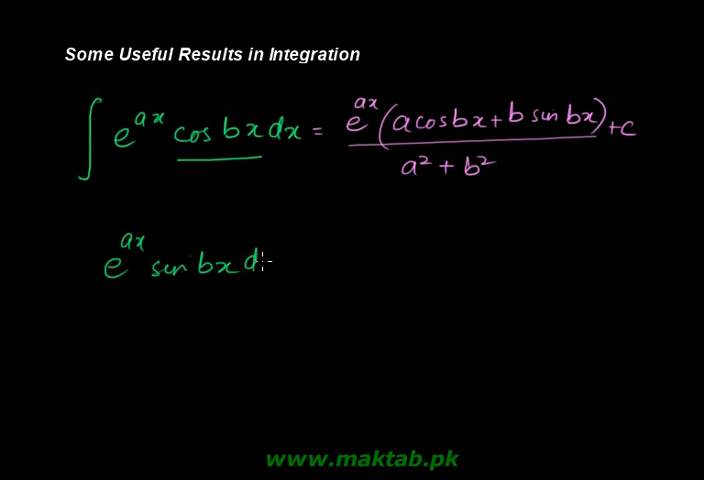 Some Useful Results in Integration
∫ e^{ax} cos bx dx = e^{ax} (a cos bx + b sin bx) / a² + b² + c
e^{ax} sin bx d
www.maktab.pk